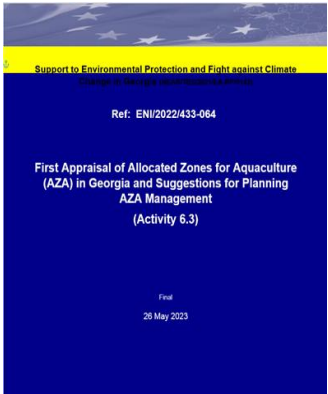 Support to Environmental Protection and Fight against Climate
Ref: ENI/2022/433-064
First Appraisal of Allocated Zones for Aquaculture
(AZA) in Georgia and Suggestions for Planning
AZA Management
(Activity 6.3)
Final
26 May 2023